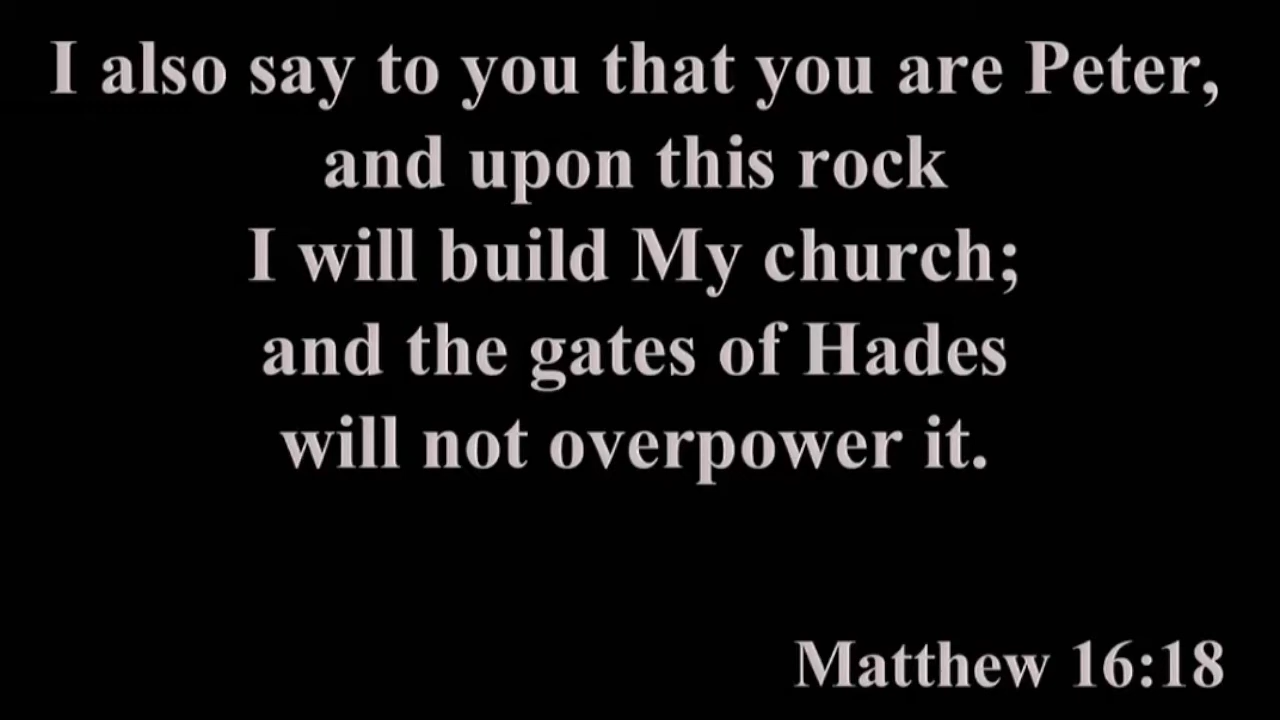 I also say to you that you are Peter,
and upon this rock
I will build My church;
and the gates of Hades
will not overpower it.
Matthew 16:18